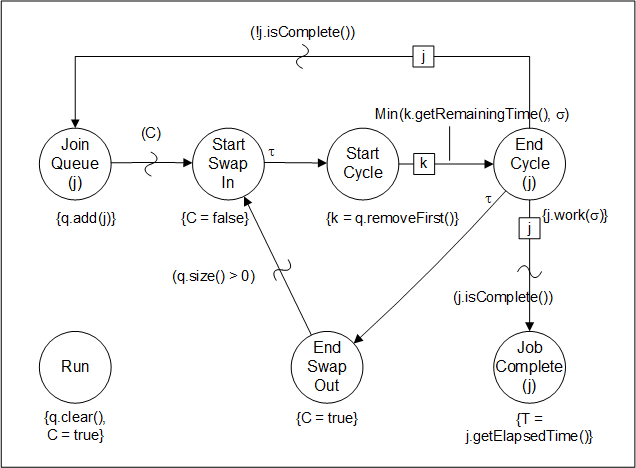 (!j.isComplete())
j
Min(k.getRemainingTime(), σ)
Join
Queue
(j)
(C)
Start
Swap
In
τ
Start
Cycle
k
End
Cycle
(j)
{q.add(j)}
{C = false}
{k = q.removeFirst()}
τ
j
{j.work(σ)}
(q.size() > 0)
(j.isComplete())
Run
End
Swap
Out
Job
Complete
(j)
{q.clear(),
C = true}
{C = true}
{T =
j.getElapsedTime()}